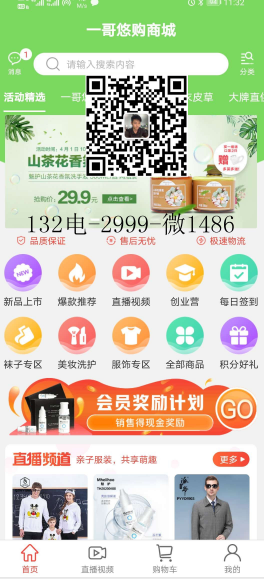 11:32
一哥悠购商城
消息
1
请输入搜索内容
分类
活动精选
一哥悠
水皮草
大牌直
山茶花香
29.9元
点击查看
赠
132电-2999-微1486
品质保证
售后无忧
极速物流
NEW
新品上市
爆款推荐
直播视频
创业营
每日签到
袜子专区
美妆洗护
服饰专区
全部商品
积分好礼
会员奖励计划
GO
销售得现金奖励
直播频道
亲子服装，共享萌趣
更多
首页
直播视频
购物车
我的